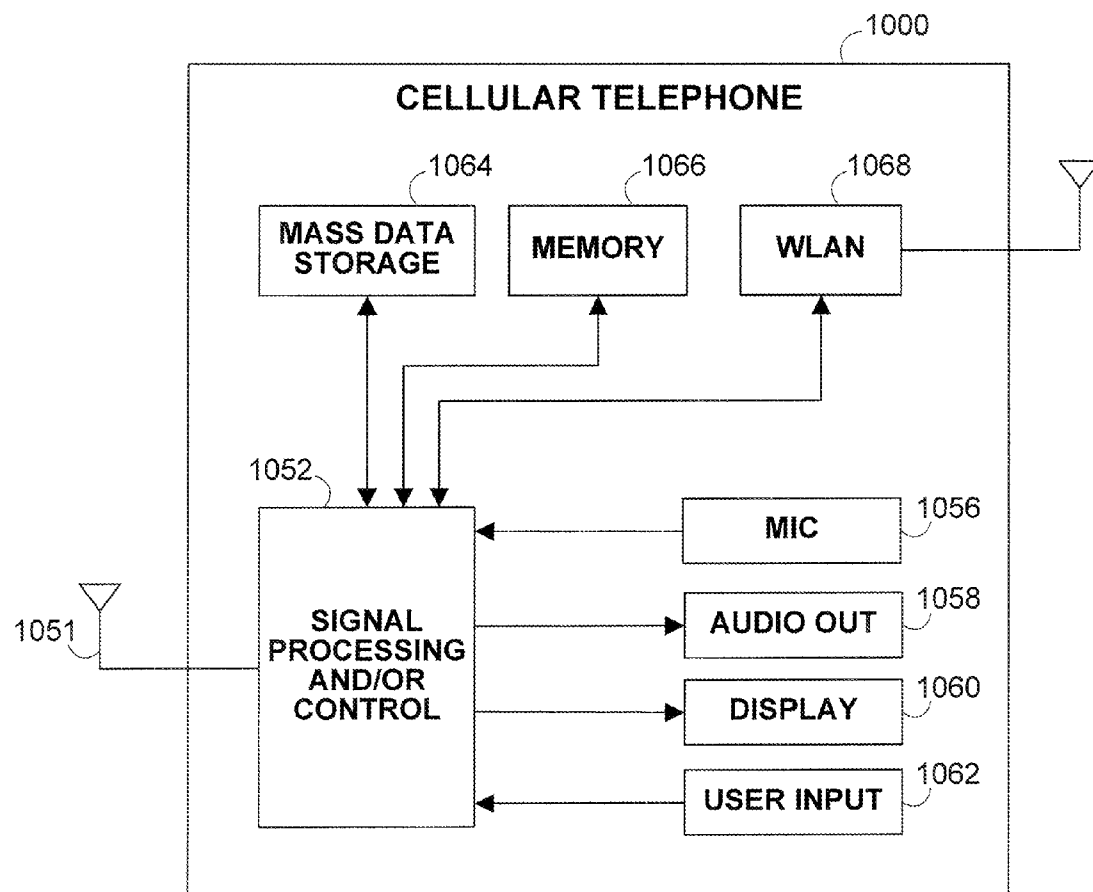 1000
CELLULAR TELEPHONE
1064
1066
1068
MASS DATA
STORAGE
MEMORY
WLAN
1052
1056
MIC
1058
AUDIO OUT
1051
SIGNAL
PROCESSING
AND/OR
CONTROL
1060
DISPLAY
1062
USER INPUT